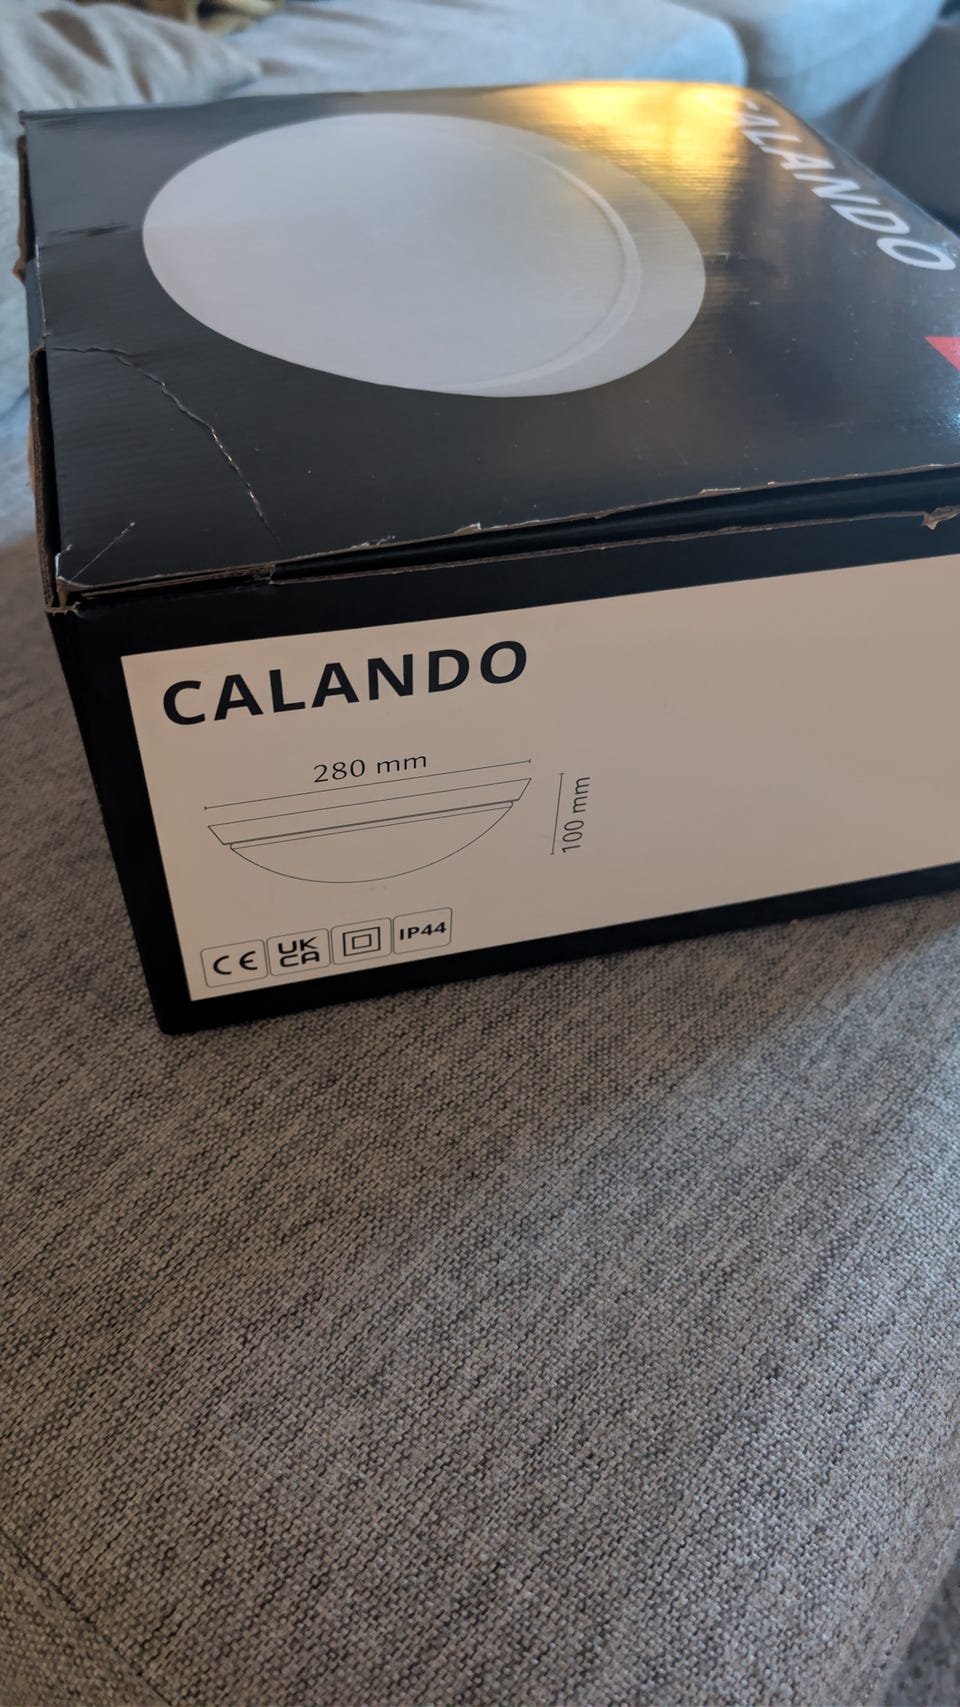 CALANDO
CALANDO
280 mm
100 mm
CE UK CA IP44